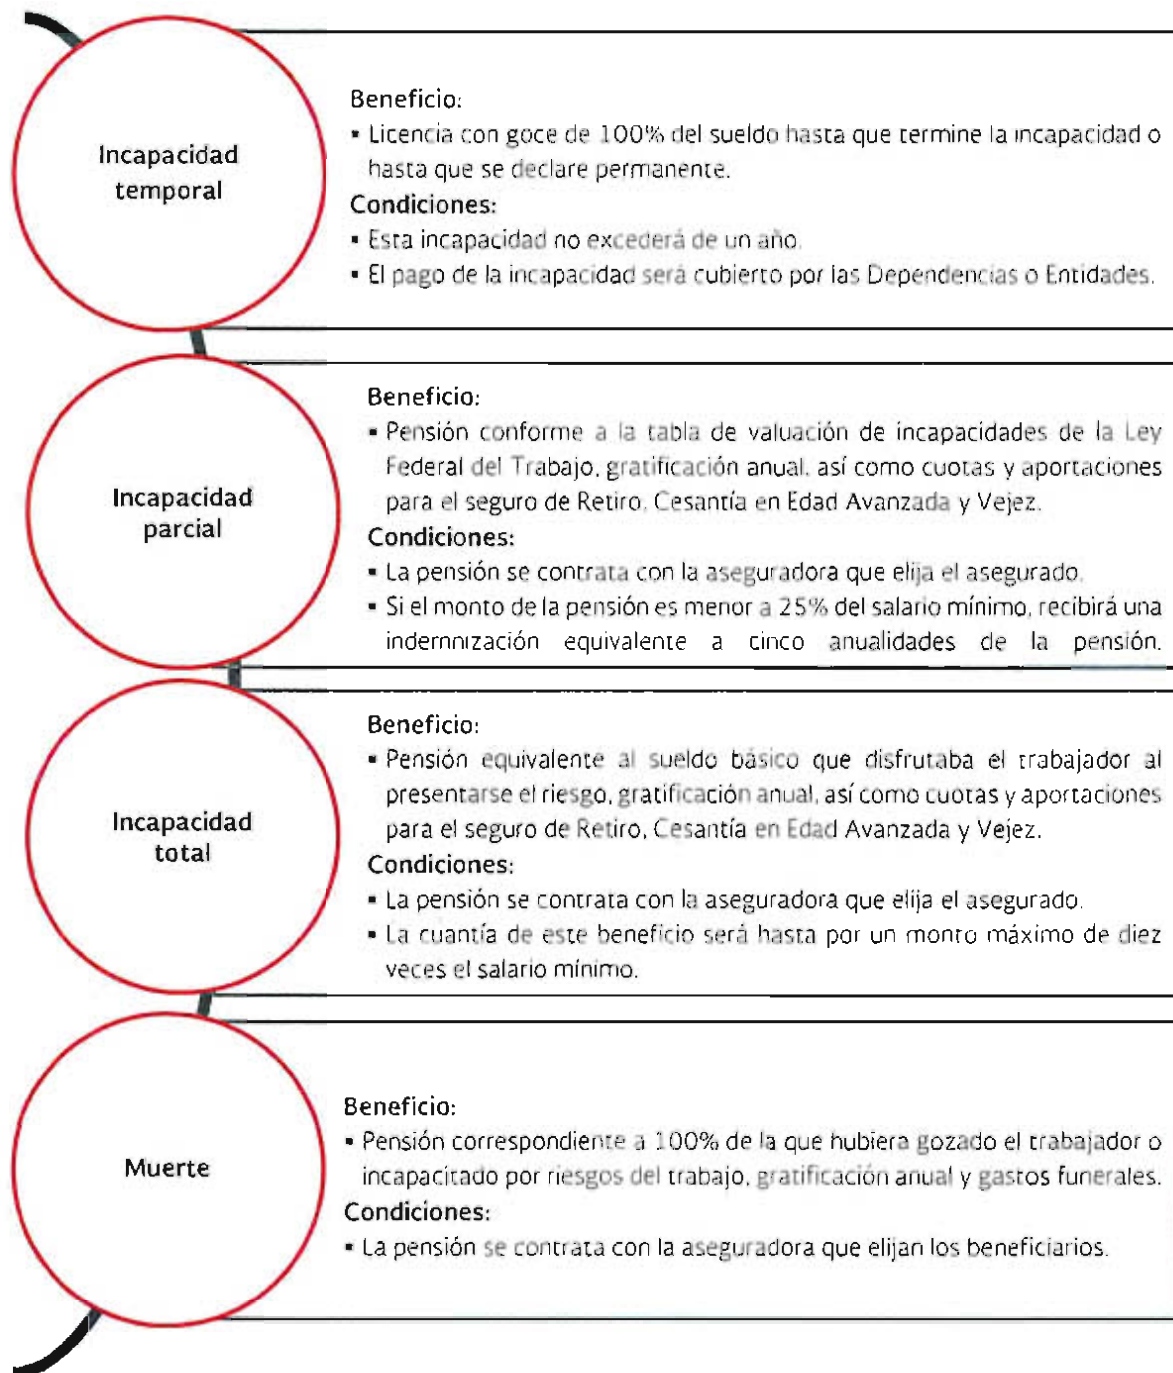 Incapacidad
temporal
Beneficio:
▪ Licencia con goce de 100% del sueldo hasta que termine la incapacidad o
hasta que se declare permanente.
Condiciones:
▪ Esta incapacidad no excederá de un año.
▪ El pago de la incapacidad será cubierto por las Dependencias o Entidades.
Incapacidad
parcial
Beneficio:
▪ Pensión conforme a la tabla de valuación de incapacidades de la Ley
Federal del Trabajo, gratificación anual, así como cuotas y aportaciones
para el seguro de Retiro, Cesantía en Edad Avanzada y Vejez.
Condiciones:
▪ La pensión se contrata con la aseguradora que elija el asegurado.
▪ Si el monto de la pensión es menor a 25% del salario mínimo, recibirá una
indemnización equivalente a cinco anualidades de la pensión.
Incapacidad
total
Beneficio:
▪ Pensión equivalente al sueldo básico que disfrutaba el trabajador al
presentarse el riesgo, gratificación anual, así como cuotas y aportaciones
para el seguro de Retiro, Cesantía en Edad Avanzada y Vejez.
Condiciones:
▪ La pensión se contrata con la aseguradora que elija el asegurado.
▪ La cuantía de este beneficio será hasta por un monto máximo de diez
veces el salario mínimo.
Muerte
Beneficio:
▪ Pensión correspondiente a 100% de la que hubiera gozado el trabajador o
incapacitado por riesgos del trabajo, gratificación anual y gastos funerales.
Condiciones:
▪ La pensión se contrata con la aseguradora que elijan los beneficiarios.